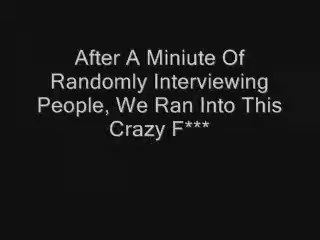 After A Miniute Of
Randomly Interviewing
People, We Ran Into This
Crazy F***